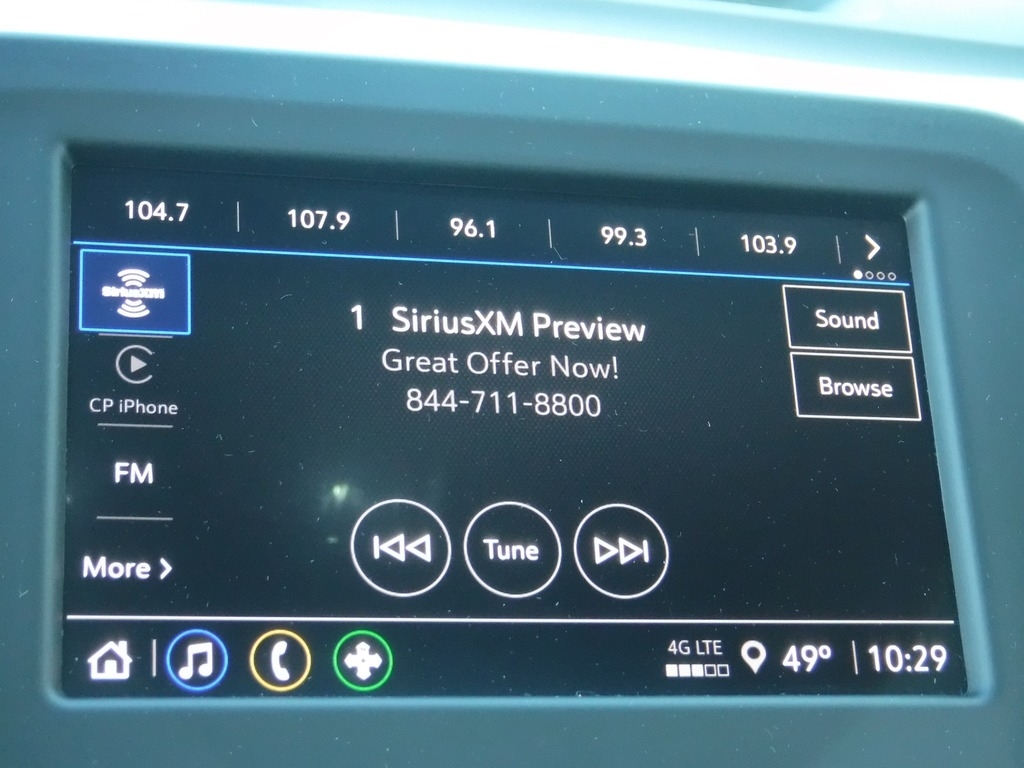 104.7 107.9 96.1 99.3 103.9
SiriusXM
1 SiriusXM Preview
Great Offer Now!
844-711-8800
Sound
Browse
CP iPhone
FM
More
Tune
4G LTE
49° 10:29